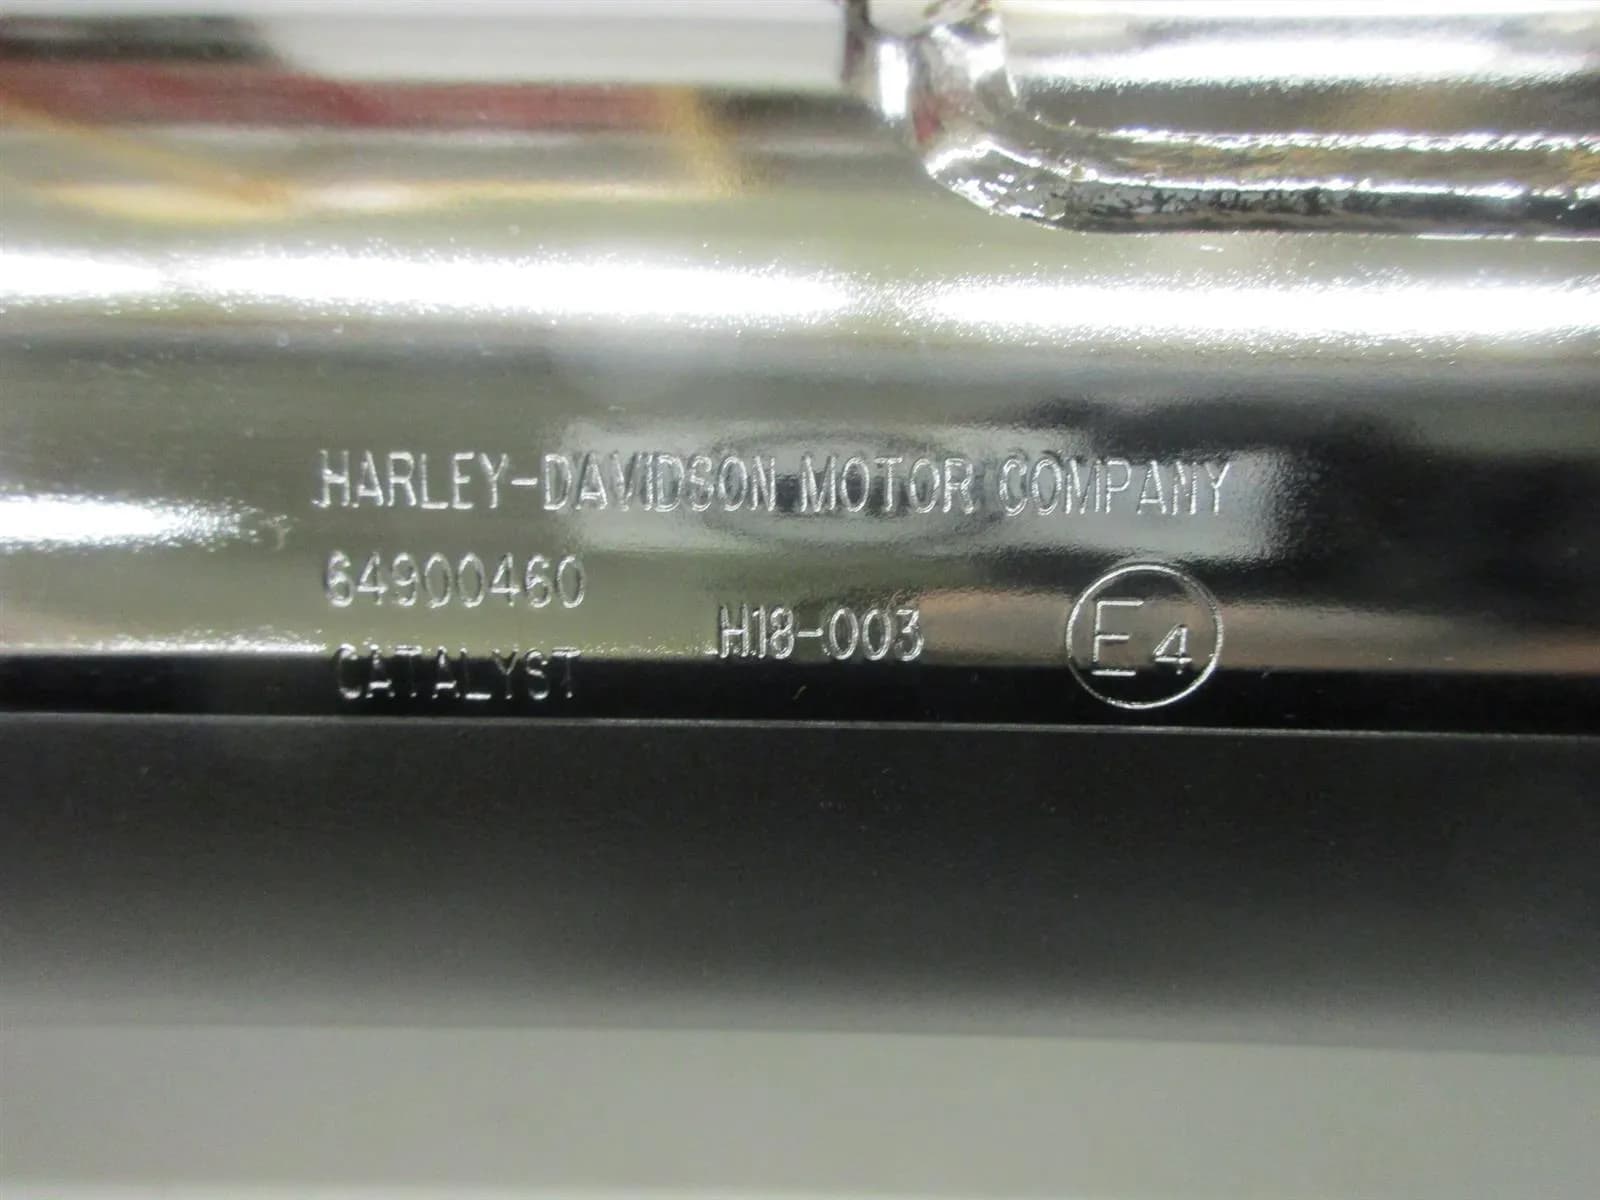 HARLEY-DAVIDSON MOTOR COMPANY
64900460
H18-003
E4
CATALYST